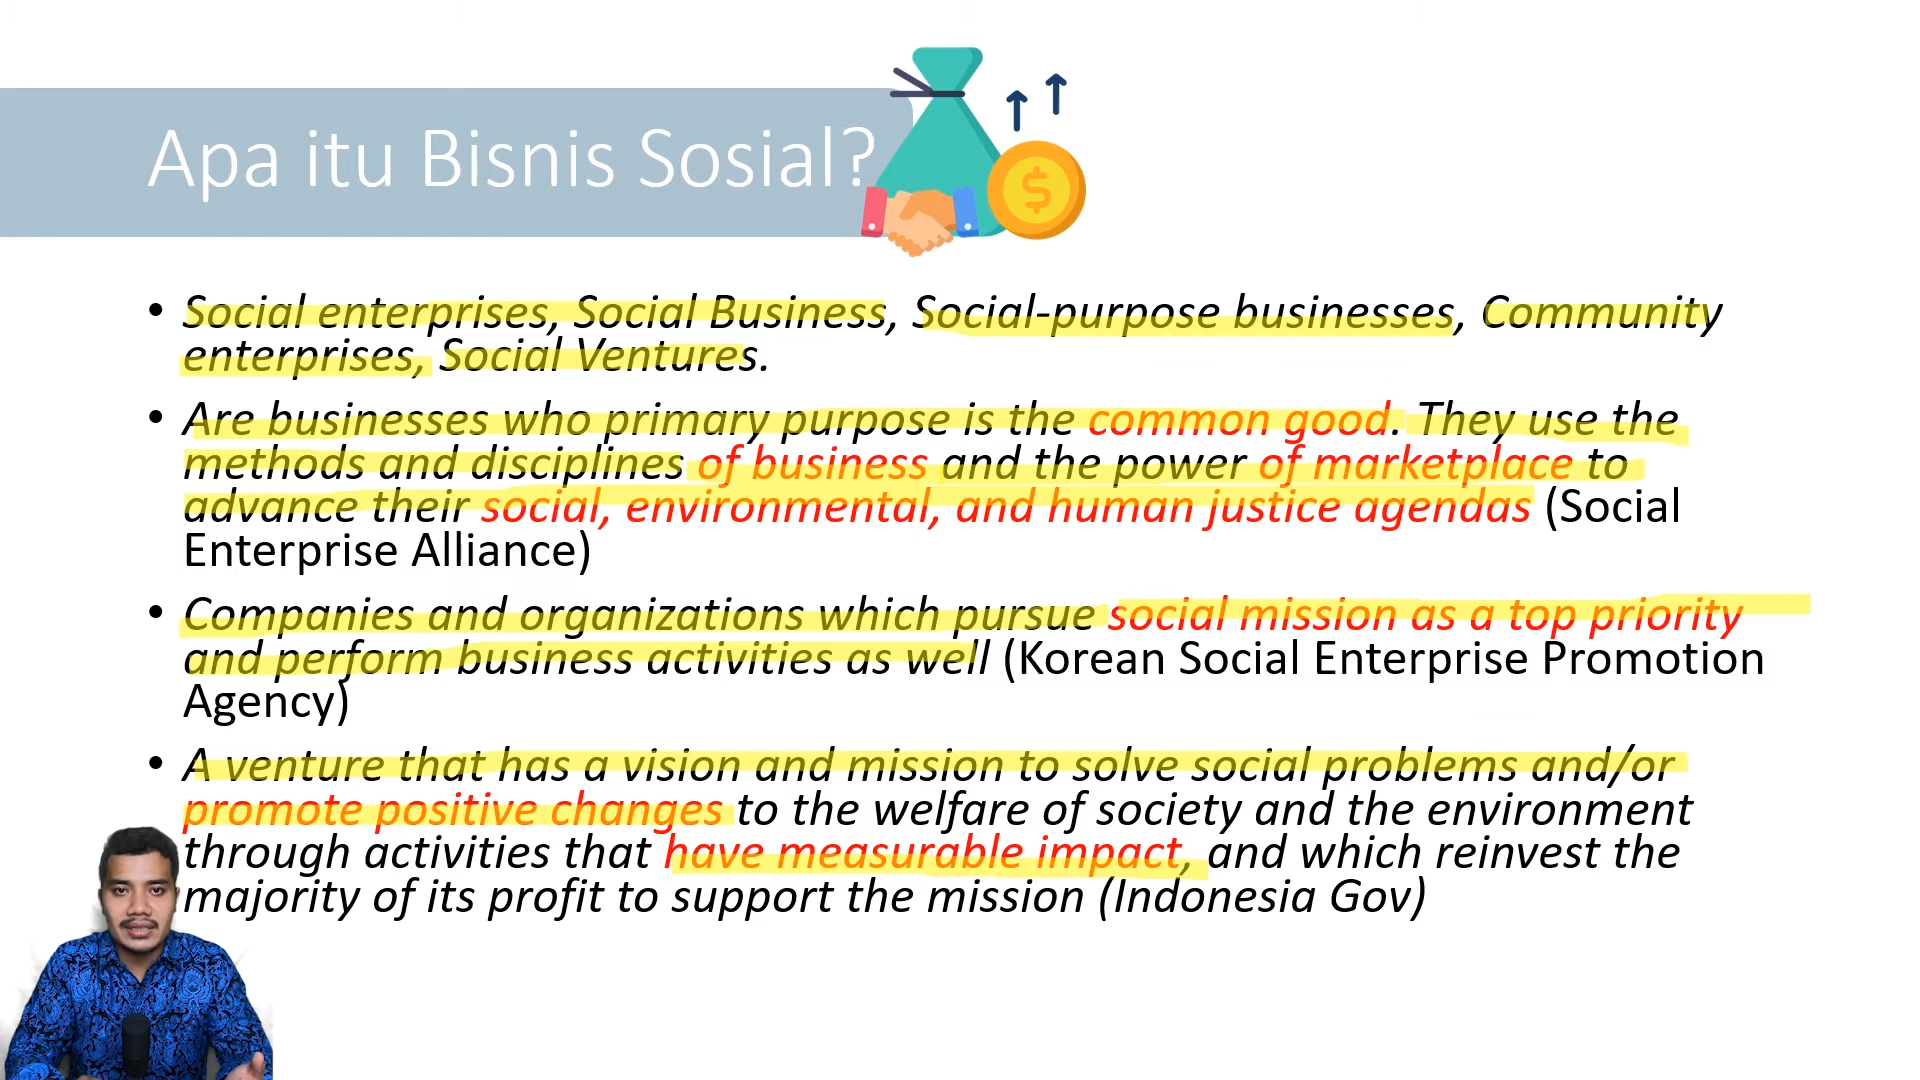 Apa itu Bisnis Sosial?
• Social enterprises, Social Business, Social-purpose businesses, Community
enterprises, Social Ventures.
• Are businesses who primary purpose is the common good. They use the
methods and disciplines of business and the power of marketplace to
advance their social, environmental, and human justice agendas (Social
Enterprise Alliance)
• Companies and organizations which pursue social mission as a top priority
and perform business activities as well (Korean Social Enterprise Promotion
Agency)
• A venture that has a vision and mission to solve social problems and/or
promote positive changes to the welfare of society and the environment
through activities that have measurable impact, and which reinvest the
majority of its profit to support the mission (Indonesia Gov)